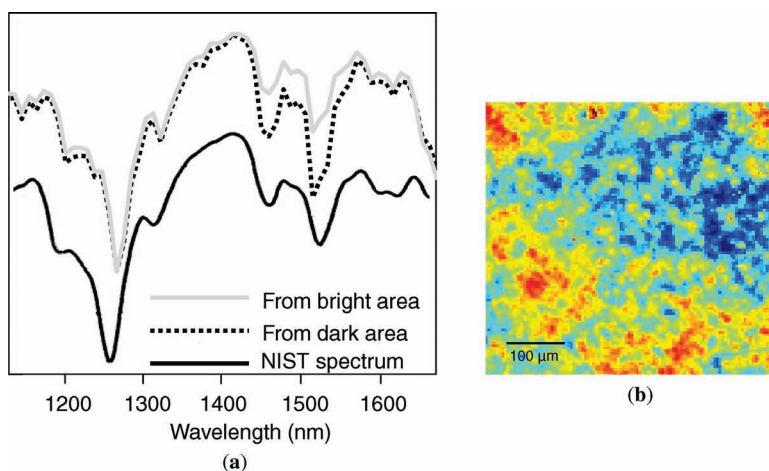 From bright area
From dark area
NIST spectrum
1200 1300 1400 1500 1600
Wavelength (nm)
(a)
100 µm
(b)